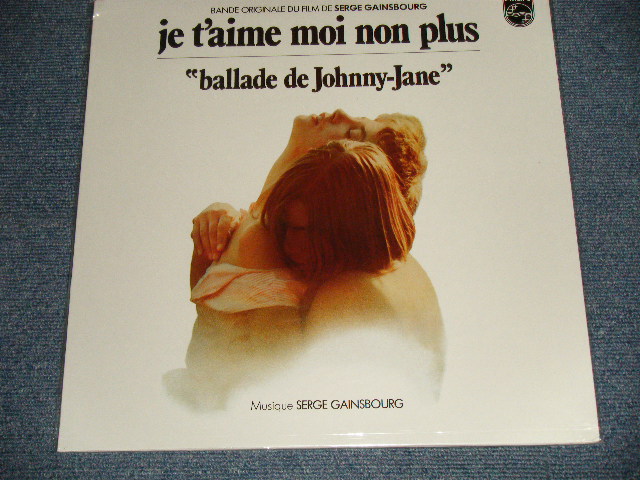 BANDE ORIGINALE DU FILM DE SERGE GAINSBOURG
je t'aime moi non plus
"ballade de Johnny-Jane"
Musique SERGE GAINSBOURG